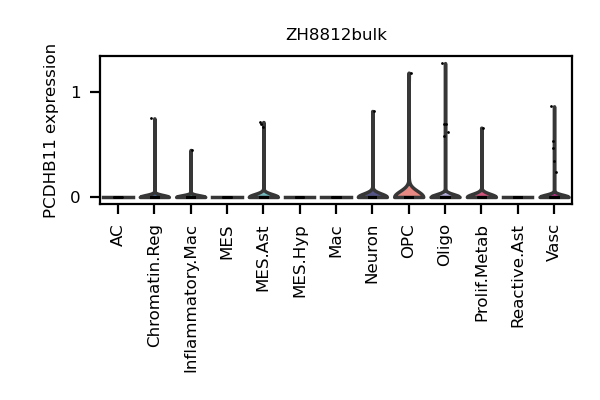 ZH8812bulk
PCDHB11 expression
1
0
AC
Chromatin.Reg
Inflammatory.Mac
MES
MES.Ast
MES.Hyp
Mac
Neuron
OPC
Oligo
Prolif.Metab
Reactive.Ast
Vasc